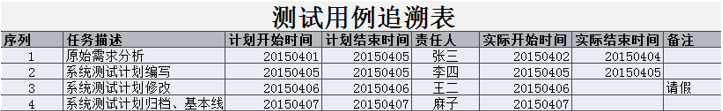 测试用例追溯表
序列 任务描述 计划开始时间 计划结束时间 责任人 实际开始时间 实际结束时间 备注
1 原始需求分析 20150401 20150405 张三 20150402 20150404
2 系统测试计划编写 20150405 20150405 李四 20150405 20150405
3 系统测试计划修改 20150406 20150406 王二 20150406 请假
4 系统测试计划归档、基本线 20150407 20150407 麻子 20150407